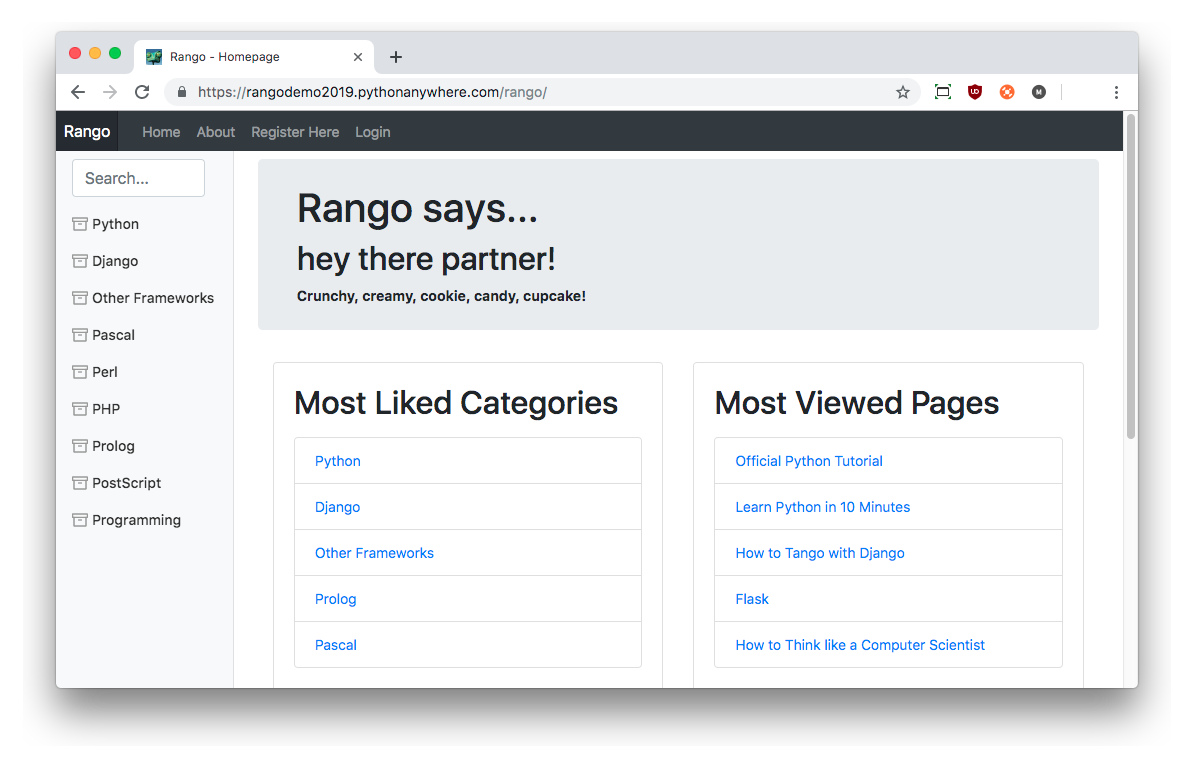 Rango - Homepage
https://rangodemo2019.pythonanywhere.com/rango/
Rango Home About Register Here Login
Search...
Python
Django
Other Frameworks
Pascal
Perl
PHP
Prolog
PostScript
Programming
Rango says...
hey there partner!
Crunchy, creamy, cookie, candy, cupcake!
Most Liked Categories
Python
Django
Other Frameworks
Prolog
Pascal
Most Viewed Pages
Official Python Tutorial
Learn Python in 10 Minutes
How to Tango with Django
Flask
How to Think like a Computer Scientist